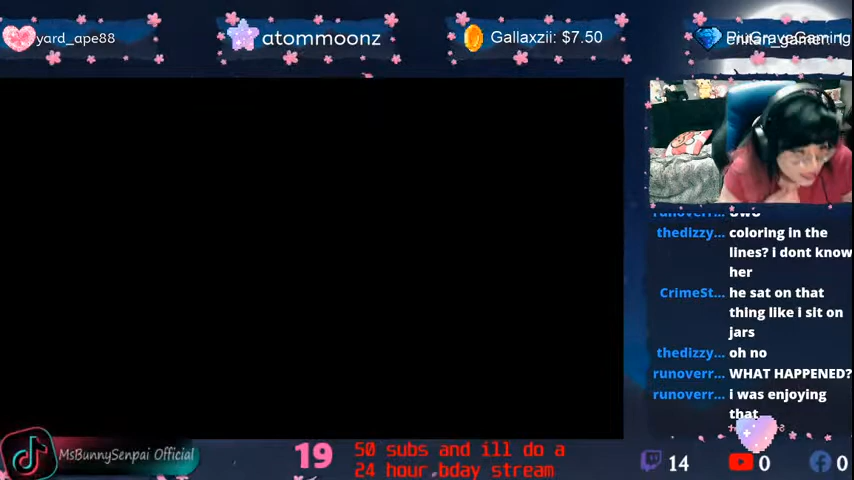 yard_ape88
atommoonz
Gallaxzii: $7.50
thedizzy...
coloring in the
lines? i dont know
her
CrimeSt...
he sat on that
thing like i sit on
jars
thedizzy...
oh no
runoverr...
WHAT HAPPENED?
runoverr...
i was enjoying
that
MsBunnySenpai Official
19
50 subs and ill do a
24 hour bday stream
14
0
0